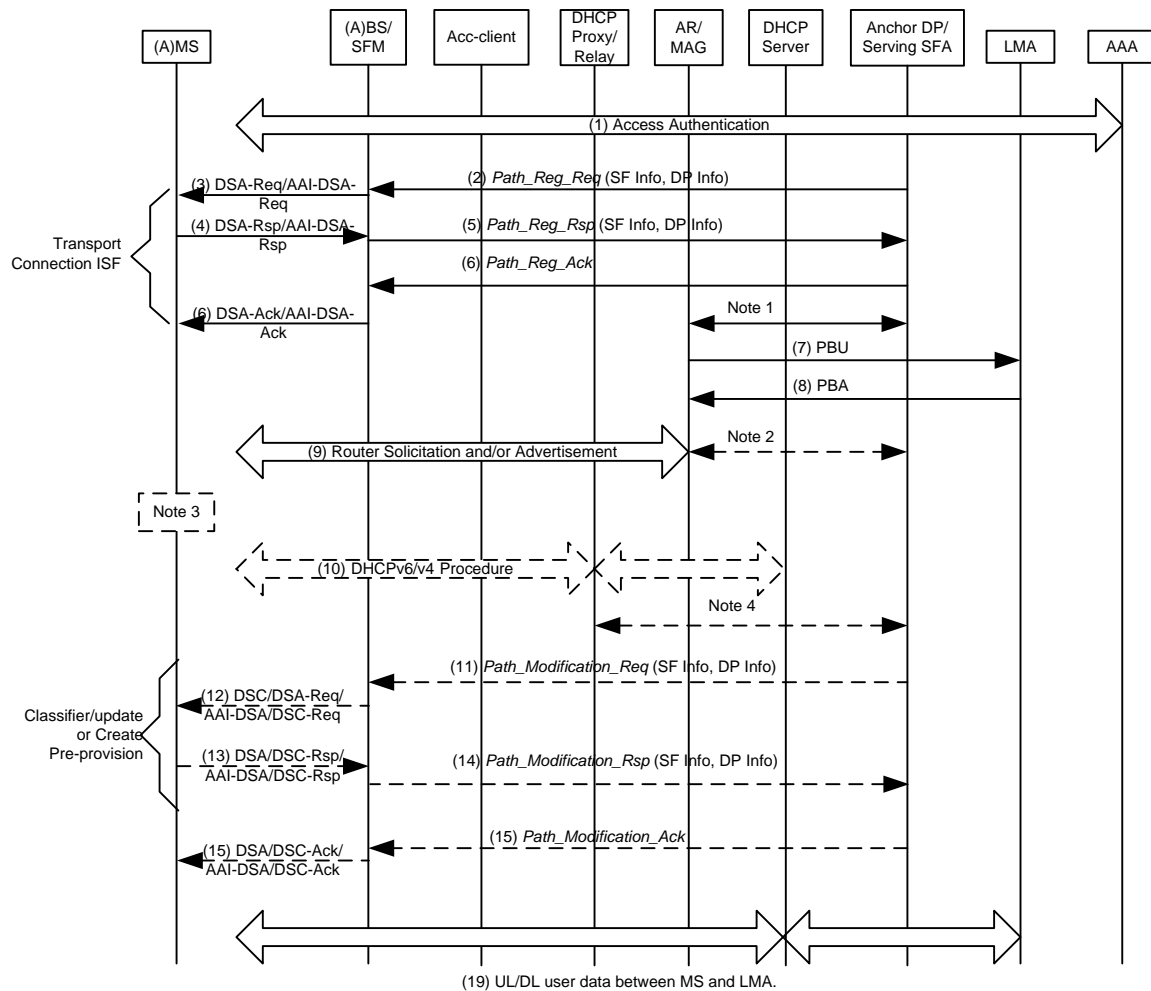 (A)MS
(A)BS/
SFM
Acc-client
DHCP
Proxy/
Relay
AR/
MAG
DHCP
Server
Anchor DP/
Serving SFA
LMA
AAA
(1) Access Authentication
(2) Path_Reg_Req (SF Info, DP Info)
(3) DSA-Req/AAI-DSA-
Req
(4) DSA-Rsp/AAI-DSA-
Rsp
(5) Path_Reg_Rsp (SF Info, DP Info)
Transport
Connection ISF
(6) Path_Reg_Ack
(6) DSA-Ack/AAI-DSA-
Ack
Note 1
(7) PBU
(8) PBA
Note 2
(9) Router Solicitation and/or Advertisement
Note 3
(10) DHCPv6/v4 Procedure
Note 4
(11) Path_Modification_Req (SF Info, DP Info)
(12) DSC/DSA-Req/
AAI-DSA/DSC-Req
Classifier/update
or Create
Pre-provision
(13) DSA/DSC-Rsp/
AAI-DSA/DSC-Rsp
(14) Path_Modification_Rsp (SF Info, DP Info)
(15) Path_Modification_Ack
(15) DSA/DSC-Ack/
AAI-DSA/DSC-Ack
(19) UL/DL user data between MS and LMA.